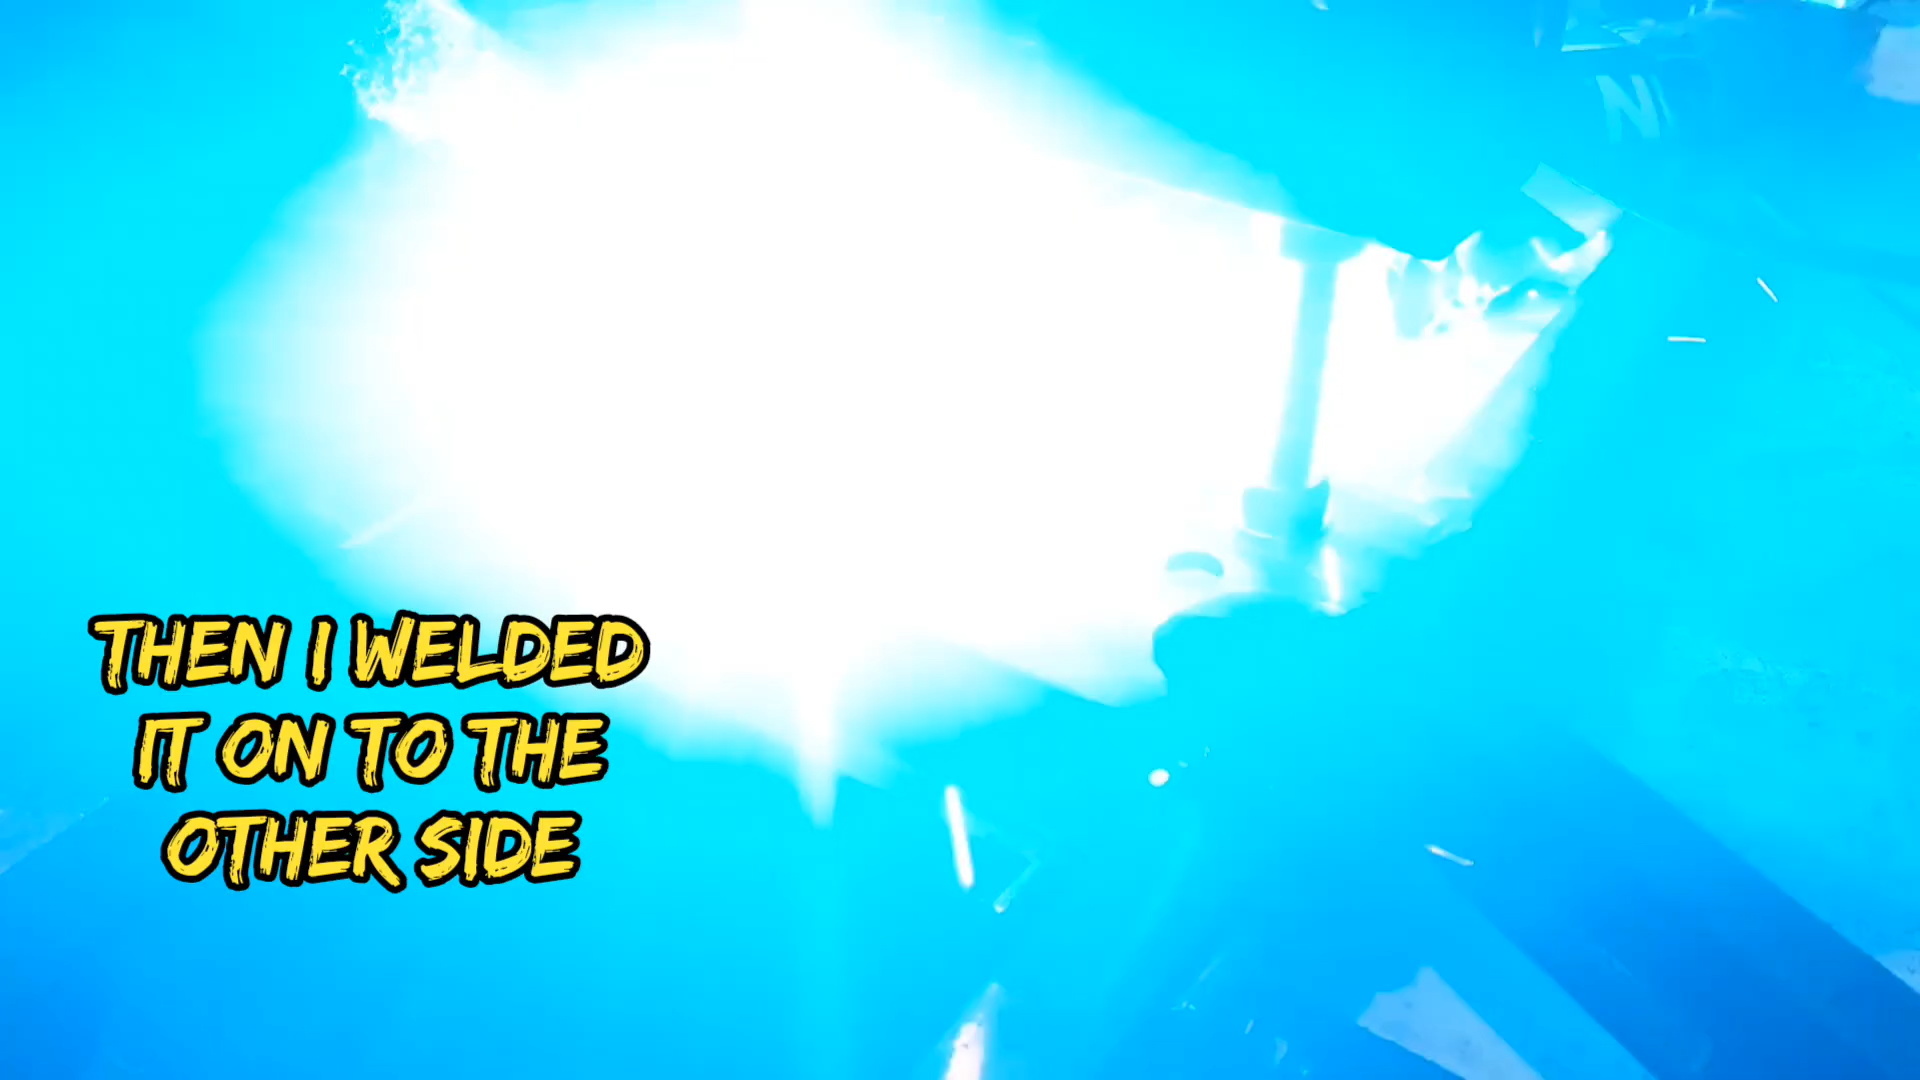 THEN I WELDED
IT ON TO THE
OTHER SIDE